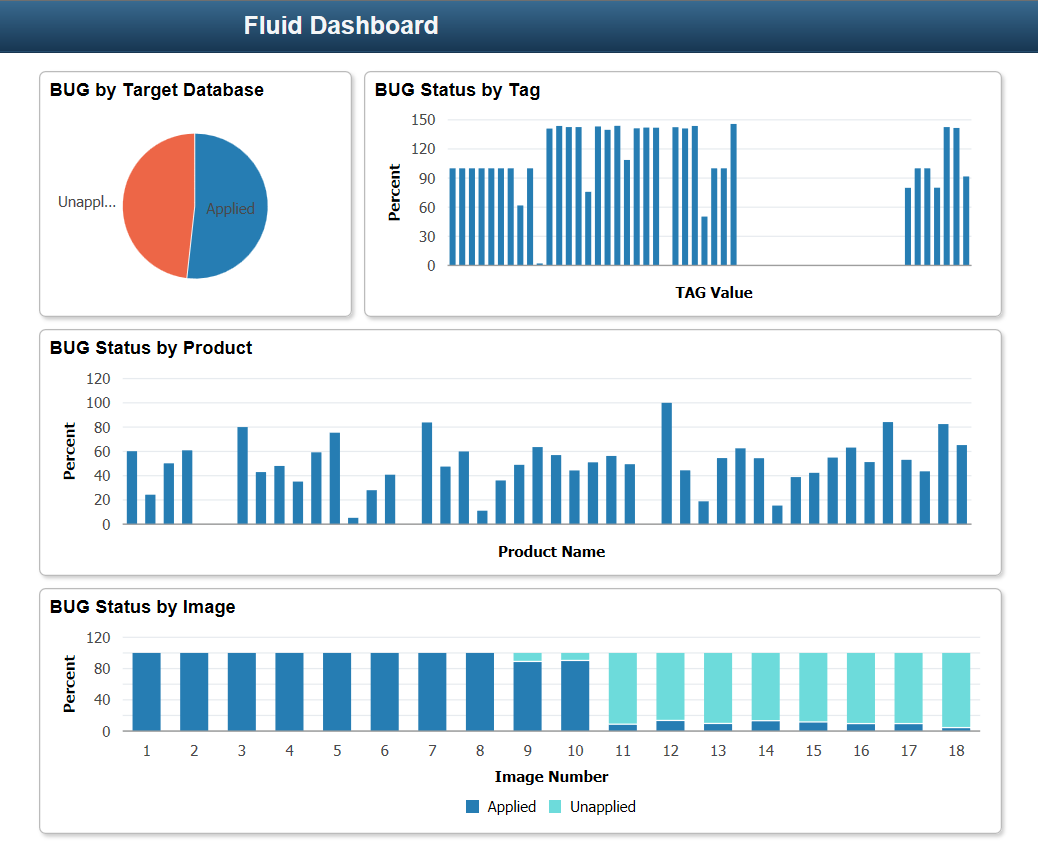 Fluid Dashboard
BUG by Target Database
Unappl...
Applied
BUG Status by Tag
150
120
90
60
30
0
Percent
TAG Value
BUG Status by Product
120
100
80
60
40
20
0
Percent
Product Name
BUG Status by Image
120
80
40
0
Percent
1 2 3 4 5 6 7 8 9 10 11 12 13 14 15 16 17 18
Image Number
Applied Unapplied